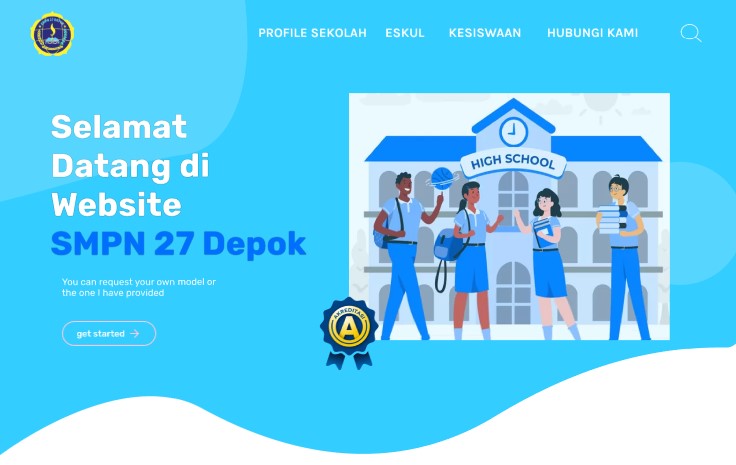 PROFILE SEKOLAH ESKUL KESISWAAN HUBUNGI KAMI
Selamat
Datang di
Website
SMPN 27 Depok
You can request your own model or
the one I have provided
get started
HIGH SCHOOL
AKREDITASI
A